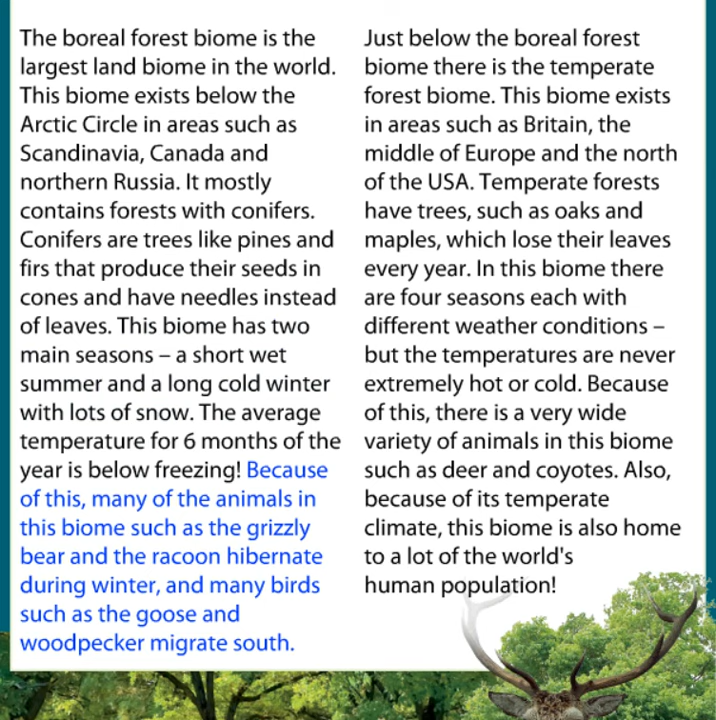 The boreal forest biome is the
largest land biome in the world.
This biome exists below the
Arctic Circle in areas such as
Scandinavia, Canada and
northern Russia. It mostly
contains forests with conifers.
Conifers are trees like pines and
firs that produce their seeds in
cones and have needles instead
of leaves. This biome has two
main seasons – a short wet
summer and a long cold winter
with lots of snow. The average
temperature for 6 months of the
year is below freezing! Because
of this, many of the animals in
this biome such as the grizzly
bear and the racoon hibernate
during winter, and many birds
such as the goose and
woodpecker migrate south.
Just below the boreal forest
biome there is the temperate
forest biome. This biome exists
in areas such as Britain, the
middle of Europe and the north
of the USA. Temperate forests
have trees, such as oaks and
maples, which lose their leaves
every year. In this biome there
are four seasons each with
different weather conditions –
but the temperatures are never
extremely hot or cold. Because
of this, there is a very wide
variety of animals in this biome
such as deer and coyotes. Also,
because of its temperate
climate, this biome is also home
to a lot of the world's
human population!